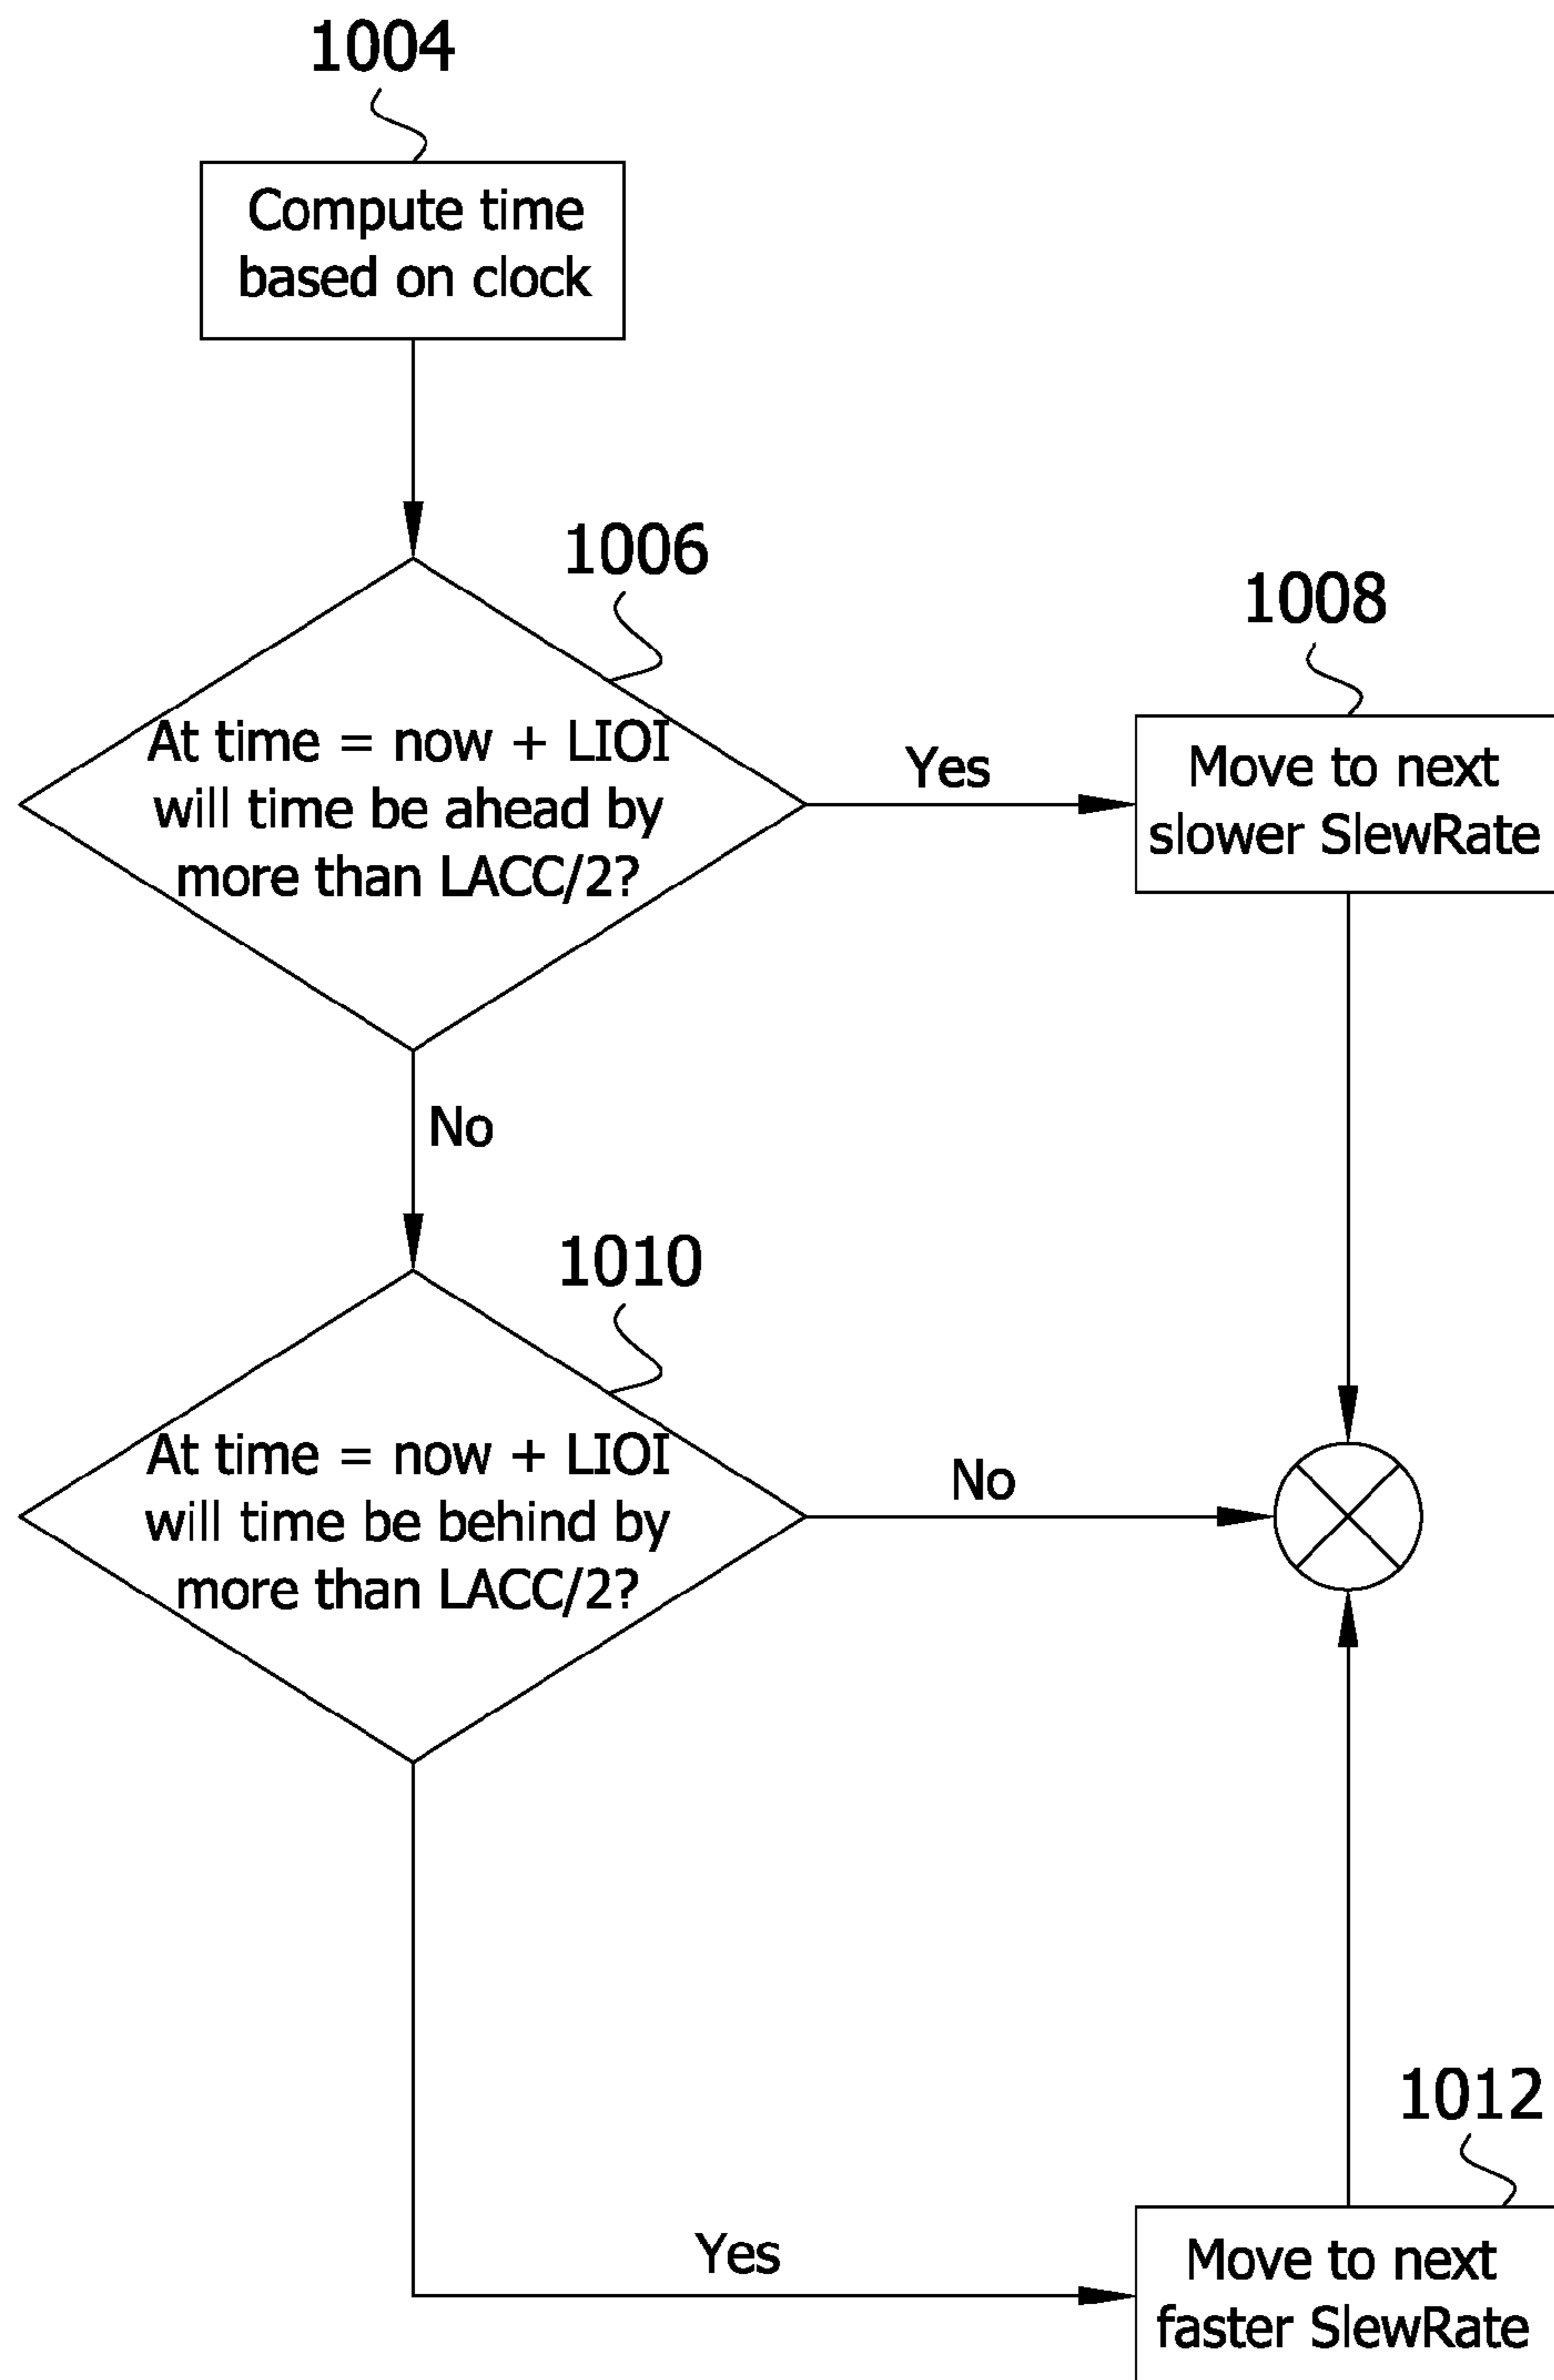 1004
Compute time
based on clock
1006
At time = now + LIOI
will time be ahead by
more than LACC/2?
Yes
1008
Move to next
slower SlewRate
No
1010
At time = now + LIOI
will time be behind by
more than LACC/2?
No
Yes
1012
Move to next
faster SlewRate